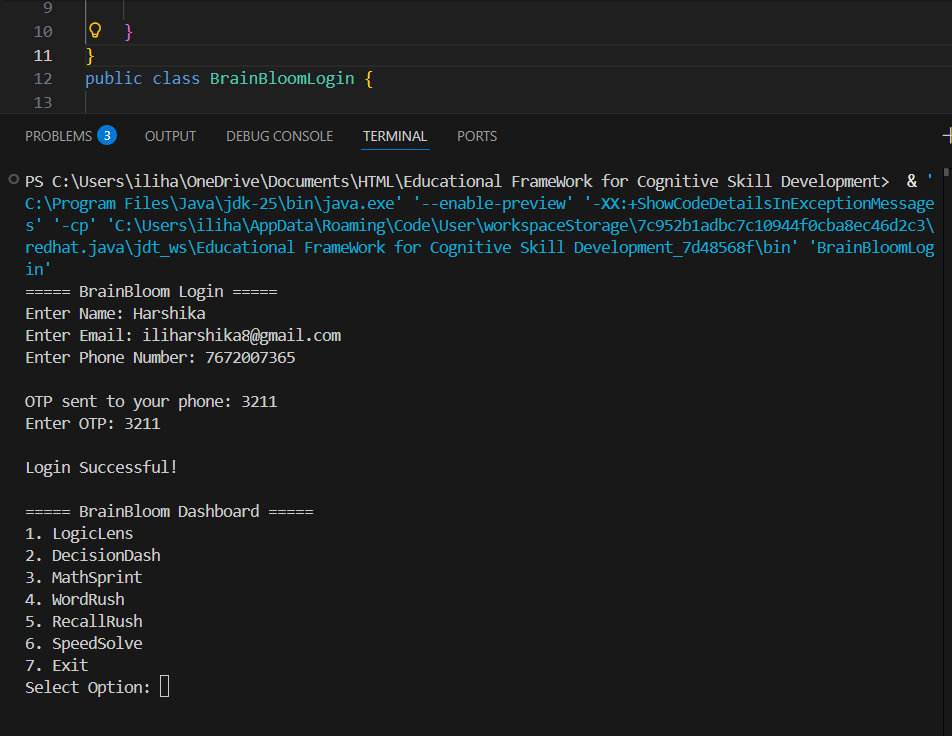 9
10 }
11 }
12 public class BrainBloomLogin {
13
PROBLEMS 3 OUTPUT DEBUG CONSOLE TERMINAL PORTS
PS C:\Users\iliha\OneDrive\Documents\HTML\Educational FrameWork for Cognitive Skill Development> & '
C:\Program Files\Java\jdk-25\bin\java.exe' '--enable-preview' '-XX:+ShowCodeDetailsInExceptionMessage
s' '-cp' 'C:\Users\iliha\AppData\Roaming\Code\User\workspaceStorage\7c952b1adbc7c10944f0cba8ec46d2c3\
redhat.java\jdt_ws\Educational FrameWork for Cognitive Skill Development_7d48568f\bin' 'BrainBloomLog
in'
===== BrainBloom Login =====
Enter Name: Harshika
Enter Email: iliharshika8@gmail.com
Enter Phone Number: 7672007365
OTP sent to your phone: 3211
Enter OTP: 3211
Login Successful!
===== BrainBloom Dashboard =====
1. LogicLens
2. DecisionDash
3. MathSprint
4. WordRush
5. RecallRush
6. SpeedSolve
7. Exit
Select Option: